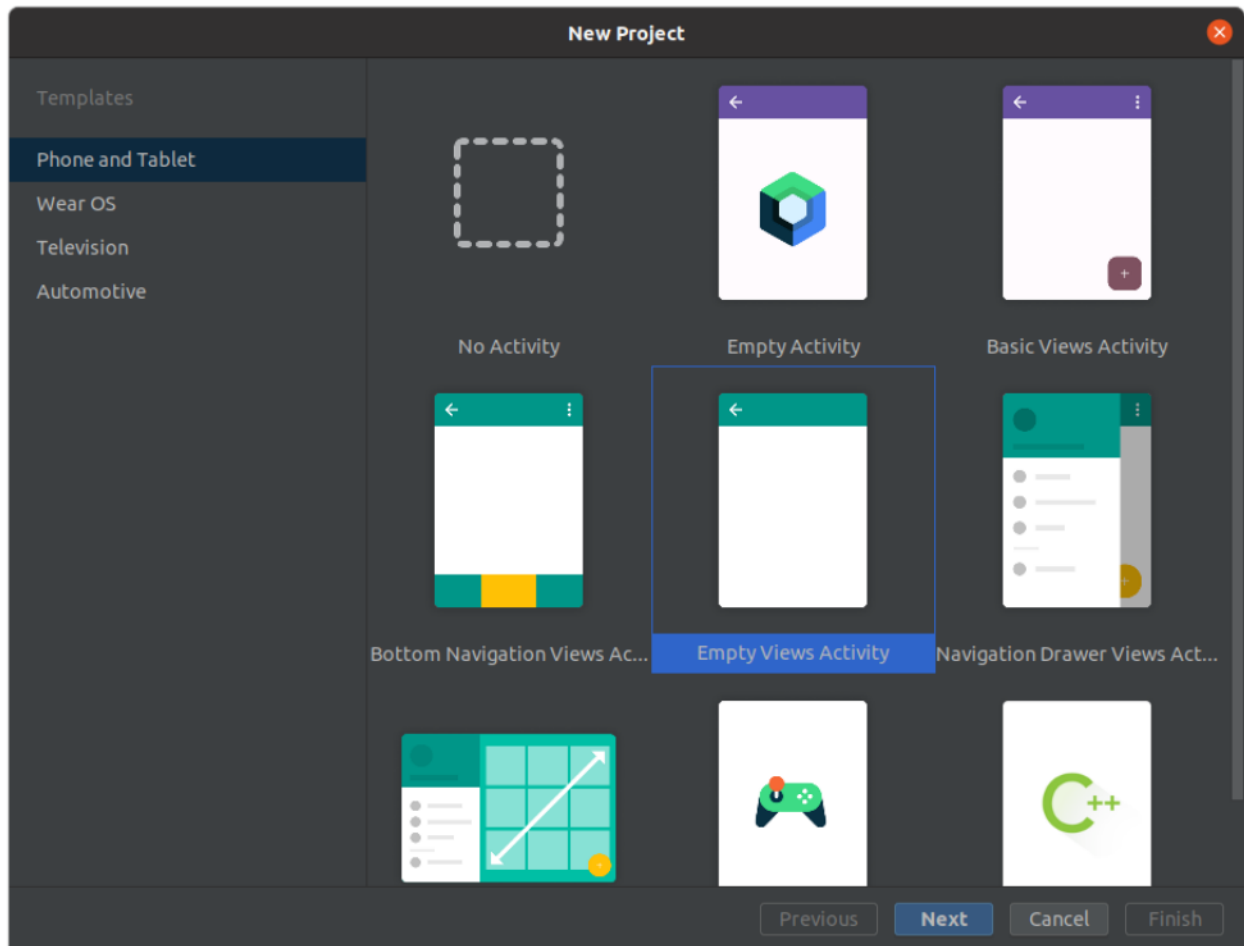 New Project
Templates
Phone and Tablet
Wear OS
Television
Automotive
No Activity
Empty Activity
Basic Views Activity
Bottom Navigation Views Ac...
Empty Views Activity
Navigation Drawer Views Act...
C++
Previous
Next
Cancel
Finish